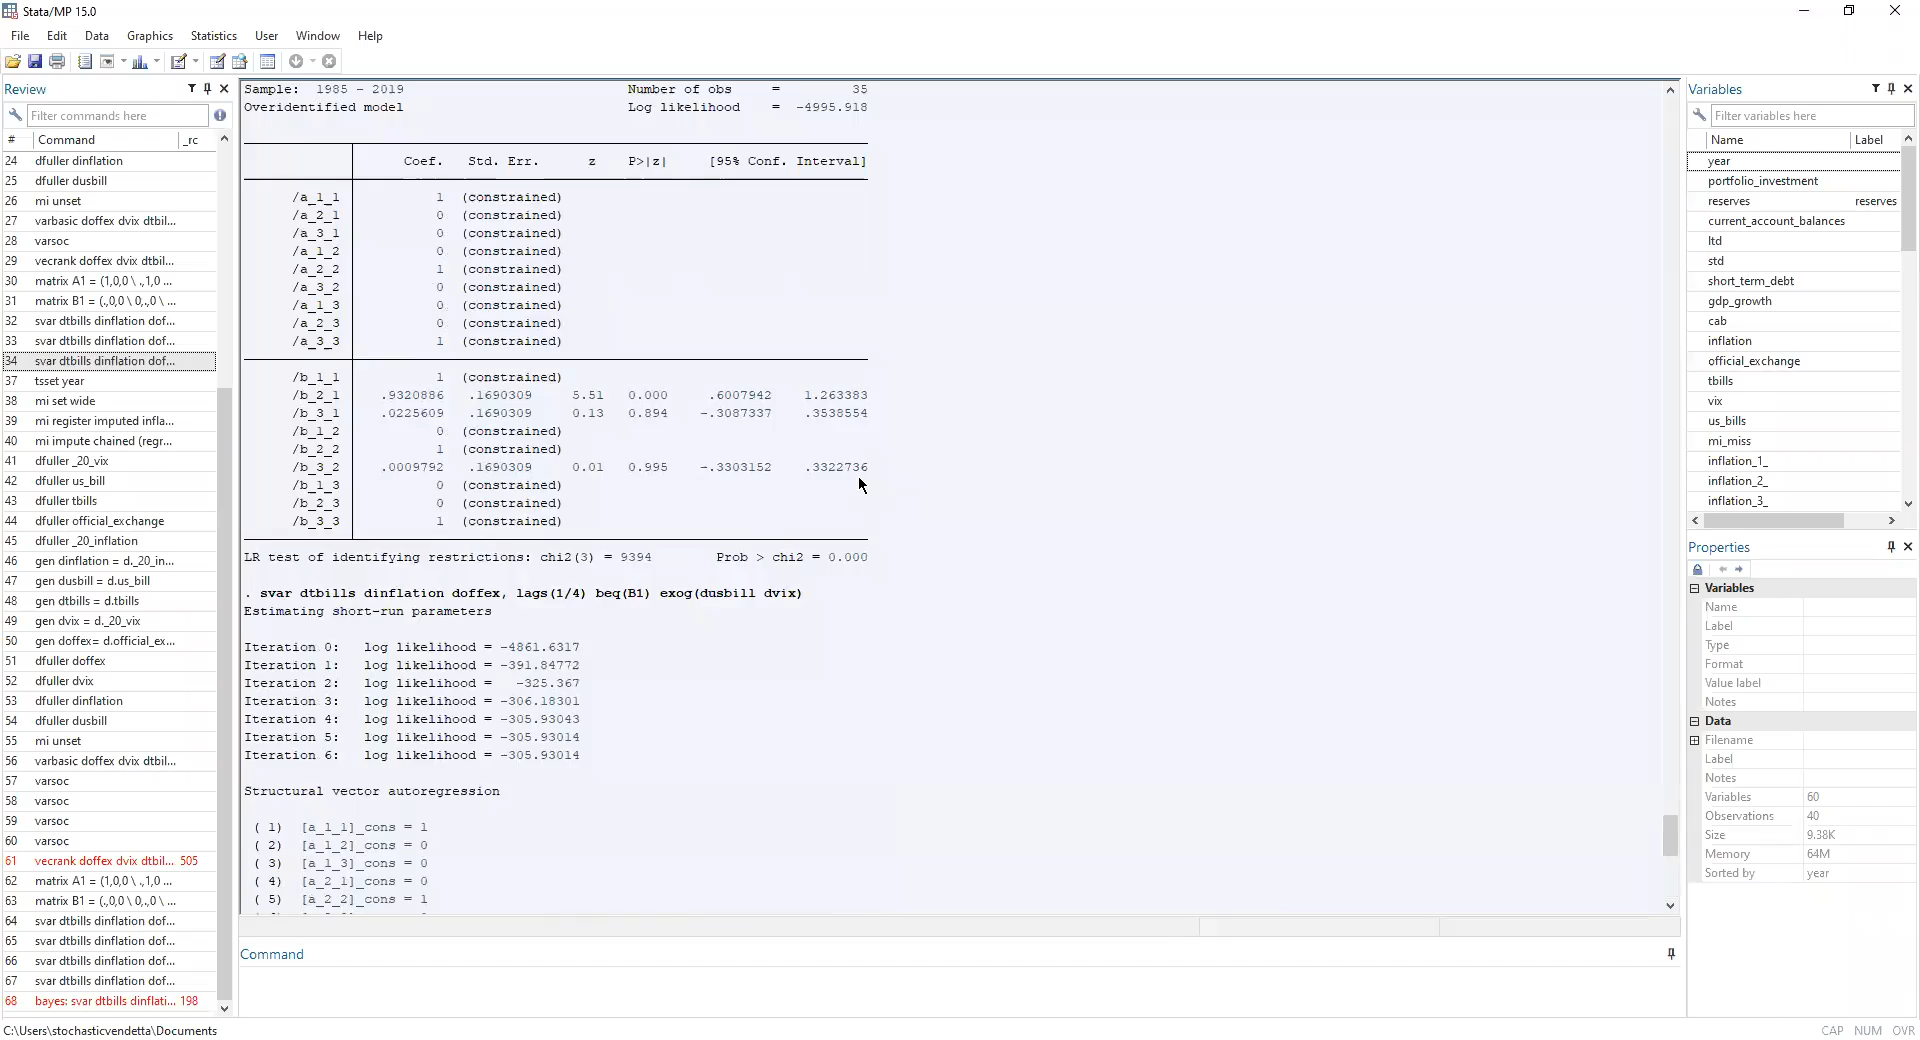 Stata/MP 15.0
File Edit Data Graphics Statistics User Window Help
Review
Filter commands here
# Command _rc
24 dfuller dinflation
25 dfuller dusbill
26 mi unset
27 varbasic doffex dvix dtbil...
28 varsoc
29 vecrank doffex dvix dtbil...
30 matrix A1 = (1,0,0 \ .,1,0 ...
31 matrix B1 = (.,0,0 \ 0,.,0 \ ...
32 svar dtbills dinflation dof...
33 svar dtbills dinflation dof...
34 svar dtbills dinflation dof...
37 tsset year
38 mi set wide
39 mi register imputed infla...
40 mi impute chained (regr...
41 dfuller _20_vix
42 dfuller us_bill
43 dfuller tbills
44 dfuller official_exchange
45 dfuller _20_inflation
46 gen dinflation = d._20_in...
47 gen dusbill = d.us_bill
48 gen dtbills = d.tbills
49 gen dvix = d._20_vix
50 gen doffex= d.official_ex...
51 dfuller doffex
52 dfuller dvix
53 dfuller dinflation
54 dfuller dusbill
55 mi unset
56 varbasic doffex dvix dtbil...
57 varsoc
58 varsoc
59 varsoc
60 varsoc
61 vecrank doffex dvix dtbil... 505
62 matrix A1 = (1,0,0 \ .,1,0 ...
63 matrix B1 = (.,0,0 \ 0,.,0 \ ...
64 svar dtbills dinflation dof...
65 svar dtbills dinflation dof...
66 svar dtbills dinflation dof...
67 svar dtbills dinflation dof...
68 bayes: svar dtbills dinflati... 198
Sample: 1985 - 2019 Number of obs = 35
Overidentified model Log likelihood = -4995.918
Coef. Std. Err. z P>|z| [95% Conf. Interval]
/a_1_1 1 (constrained)
/a_2_1 0 (constrained)
/a_3_1 0 (constrained)
/a_1_2 0 (constrained)
/a_2_2 1 (constrained)
/a_3_2 0 (constrained)
/a_1_3 0 (constrained)
/a_2_3 0 (constrained)
/a_3_3 1 (constrained)
/b_1_1 1 (constrained)
/b_2_1 .9320886 .1690309 5.51 0.000 .6007942 1.263383
/b_3_1 .0225609 .1690309 0.13 0.894 -.3087337 .3538554
/b_1_2 0 (constrained)
/b_2_2 1 (constrained)
/b_3_2 .0009792 .1690309 0.01 0.995 -.3303152 .3322736
/b_1_3 0 (constrained)
/b_2_3 0 (constrained)
/b_3_3 1 (constrained)
LR test of identifying restrictions: chi2(3) = 9394 Prob > chi2 = 0.000
. svar dtbills dinflation doffex, lags(1/4) beq(B1) exog(dusbill dvix)
Estimating short-run parameters
Iteration 0: log likelihood = -4861.6317
Iteration 1: log likelihood = -391.84772
Iteration 2: log likelihood = -325.367
Iteration 3: log likelihood = -306.18301
Iteration 4: log likelihood = -305.93043
Iteration 5: log likelihood = -305.93014
Iteration 6: log likelihood = -305.93014
Structural vector autoregression
( 1) [a_1_1]_cons = 1
( 2) [a_1_2]_cons = 0
( 3) [a_1_3]_cons = 0
( 4) [a_2_1]_cons = 0
( 5) [a_2_2]_cons = 1
Command
Variables
Filter variables here
Name Label
year
portfolio_investment
reserves reserves
current_account_balances
ltd
std
short_term_debt
gdp_growth
cab
inflation
official_exchange
tbills
vix
us_bills
mi_miss
inflation_1_
inflation_2_
inflation_3_
Properties
Variables
Name
Label
Type
Format
Value label
Notes
Data
Filename
Label
Notes
Variables 60
Observations 40
Size 9.38K
Memory 64M
Sorted by year
C:\Users\stochasticvendetta\Documents
CAP NUM OVR